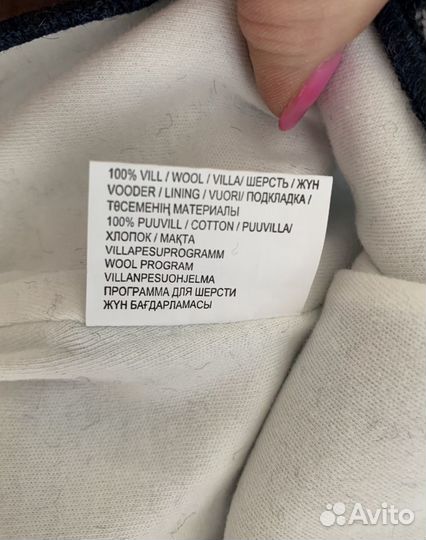 100% VILL / WOOL / VILLA/ ШЕРСТЬ / ЖҮН
VOODER / LINING / VUORI/ ПОДКЛАДКА /
ТӨСЕМЕНІҢ МАТЕРИАЛЫ
100% PUUVILL / COTTON / PUUVILLA/
ХЛОПОК / МАҚТА
VILLAPESUPROGRAMM
WOOL PROGRAM
VILLANPESUOHJELMA
ПРОГРАММА ДЛЯ ШЕРСТИ
ЖҮН БАҒДАРЛАМАСЫ
Avito